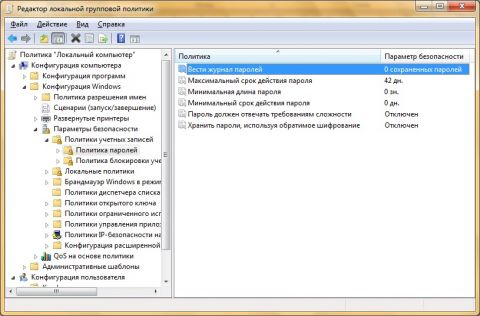 Редактор локальной групповой политики
Файл Действие Вид Справка
Политика "Локальный компьютер"
Конфигурация компьютера
Конфигурация программ
Конфигурация Windows
Политика разрешения имен
Сценарии (запуск/завершение)
Развернутые принтеры
Параметры безопасности
Политики учетных записей
Политика паролей
Политика блокировки уче
Локальные политики
Брандмауэр Windows в режим
Политики диспетчера списка
Политики открытого ключа
Политики ограниченного исп
Политики управления прило
Политики IP-безопасности на
Конфигурация расширенной
QoS на основе политики
Административные шаблоны
Конфигурация пользователя
Политика Параметр безопасности
Вести журнал паролей 0 сохраненных паролей
Максимальный срок действия пароля 42 дн.
Минимальная длина пароля 0 зн.
Минимальный срок действия пароля 0 дн.
Пароль должен отвечать требованиям сложности Отключен
Хранить пароли, используя обратимое шифрование Отключен